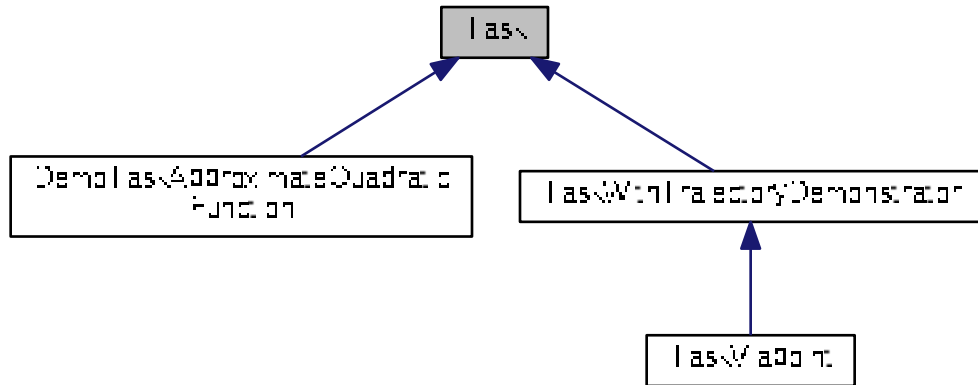 Task
DemoTaskApproximateQuadratic
Function
TaskWithTrajectoryDemonstrator
TaskViapoint